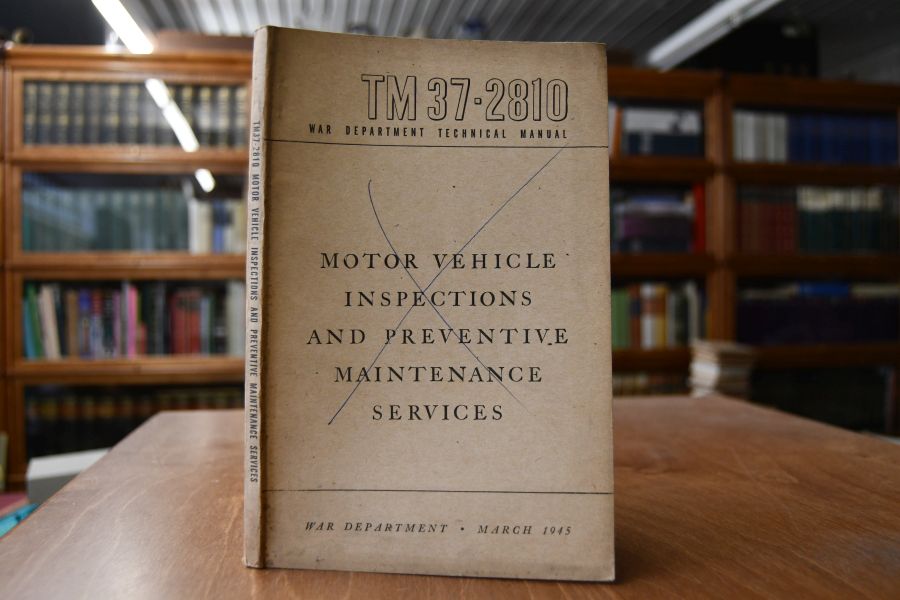 TM 37-2810
WAR DEPARTMENT TECHNICAL MANUAL
MOTOR VEHICLE
INSPECTIONS
AND PREVENTIVE
MAINTENANCE
SERVICES
WAR DEPARTMENT • MARCH 1945
TM 37-2810 MOTOR VEHICLE INSPECTIONS AND PREVENTIVE MAINTENANCE SERVICES